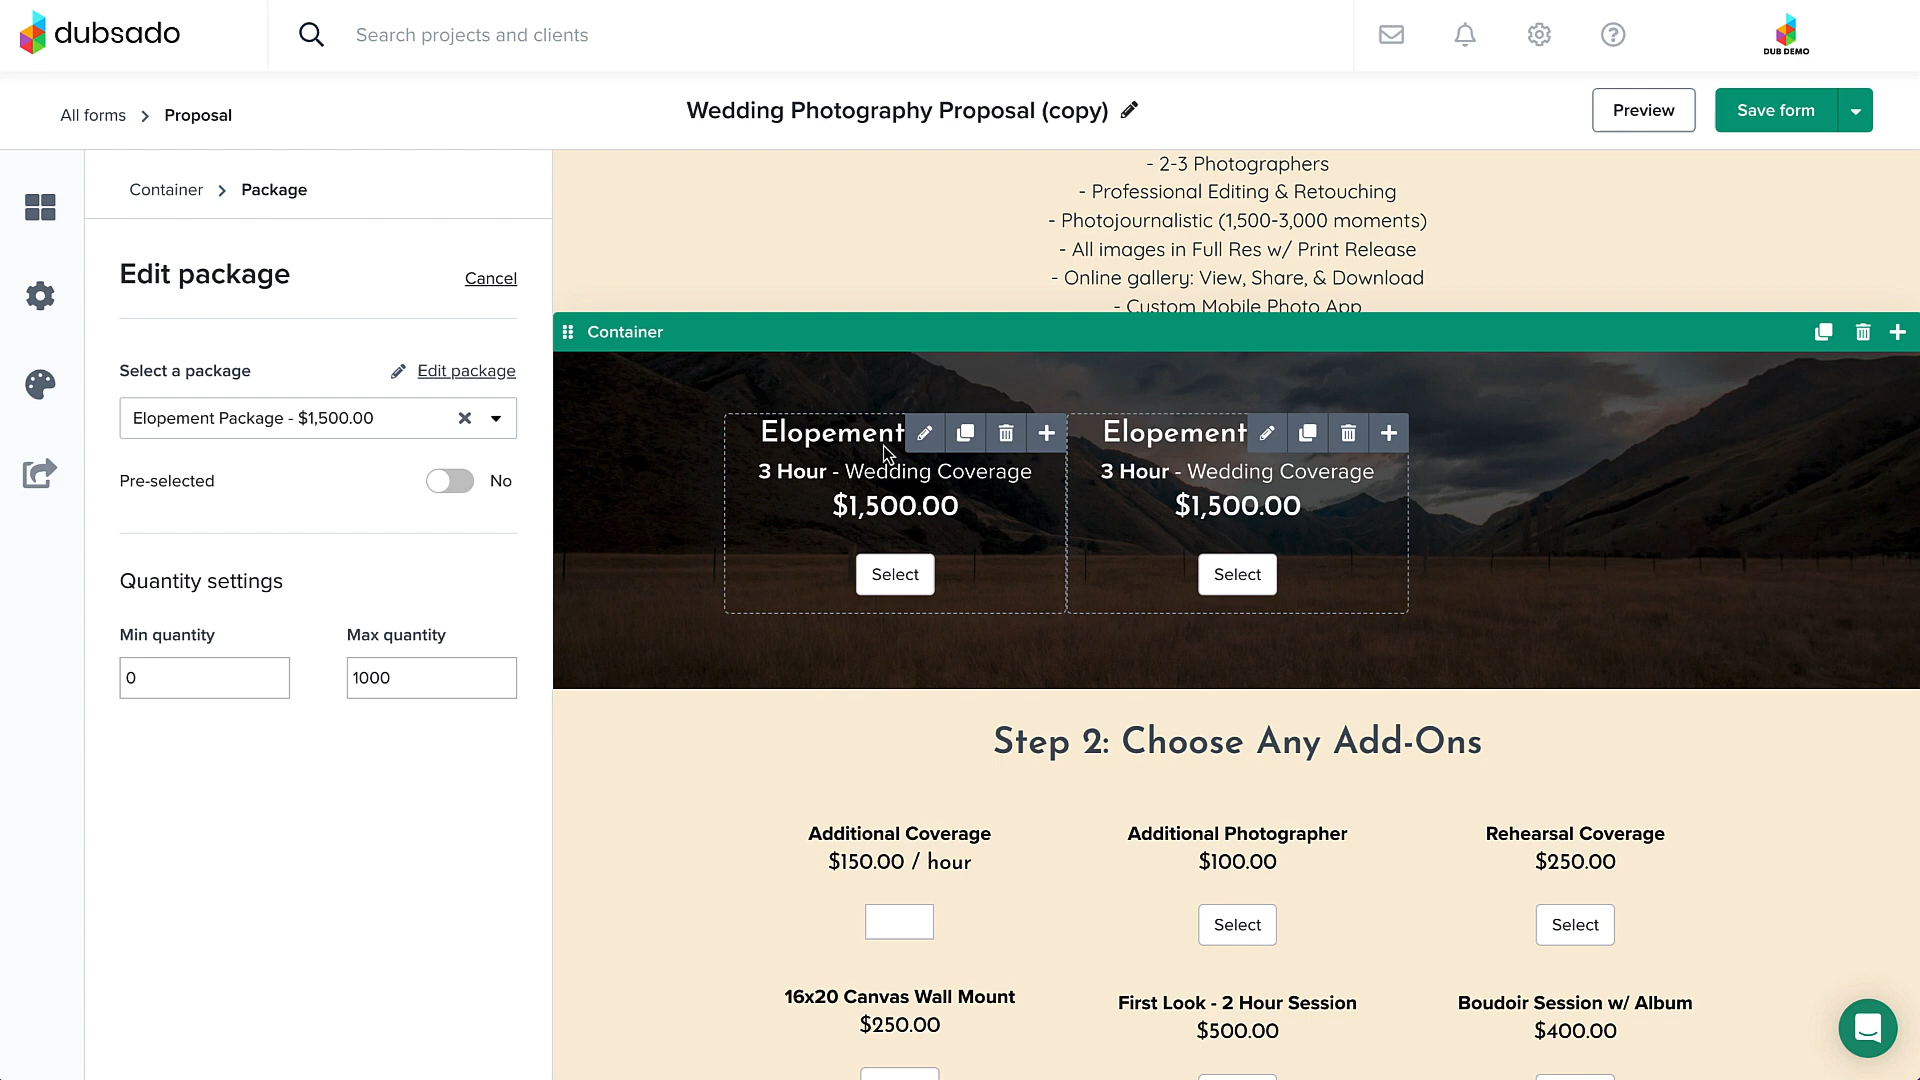 dubsado
Search projects and clients
DUB DEMO
All forms > Proposal
Wedding Photography Proposal (copy)
Preview
Save form
Container > Package
Edit package
Cancel
Select a package
Edit package
Elopement Package - $1,500.00
Pre-selected
No
Quantity settings
Min quantity
Max quantity
0
1000
- 2-3 Photographers
- Professional Editing & Retouching
- Photojournalistic (1,500-3,000 moments)
- All images in Full Res w/ Print Release
- Online gallery: View, Share, & Download
- Custom Mobile Photo App
Container
Elopement
3 Hour - Wedding Coverage
$1,500.00
Select
Elopement
3 Hour - Wedding Coverage
$1,500.00
Select
Step 2: Choose Any Add-Ons
Additional Coverage
$150.00 / hour
Additional Photographer
$100.00
Select
Rehearsal Coverage
$250.00
Select
16x20 Canvas Wall Mount
$250.00
First Look - 2 Hour Session
$500.00
Boudoir Session w/ Album
$400.00